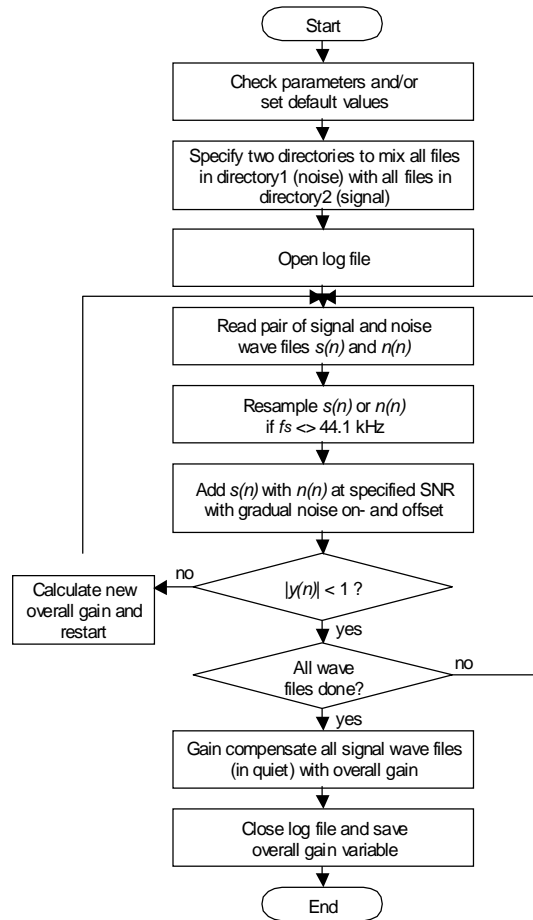 Start
Check parameters and/or
set default values
Specify two directories to mix all files
in directory1 (noise) with all files in
directory2 (signal)
Open log file
Read pair of signal and noise
wave files s(n) and n(n)
Resample s(n) or n(n)
if fs <> 44.1 kHz
Add s(n) with n(n) at specified SNR
with gradual noise on- and offset
no
|y(n)| < 1 ?
Calculate new
overall gain and
restart
yes
All wave
files done?
no
yes
Gain compensate all signal wave files
(in quiet) with overall gain
Close log file and save
overall gain variable
End